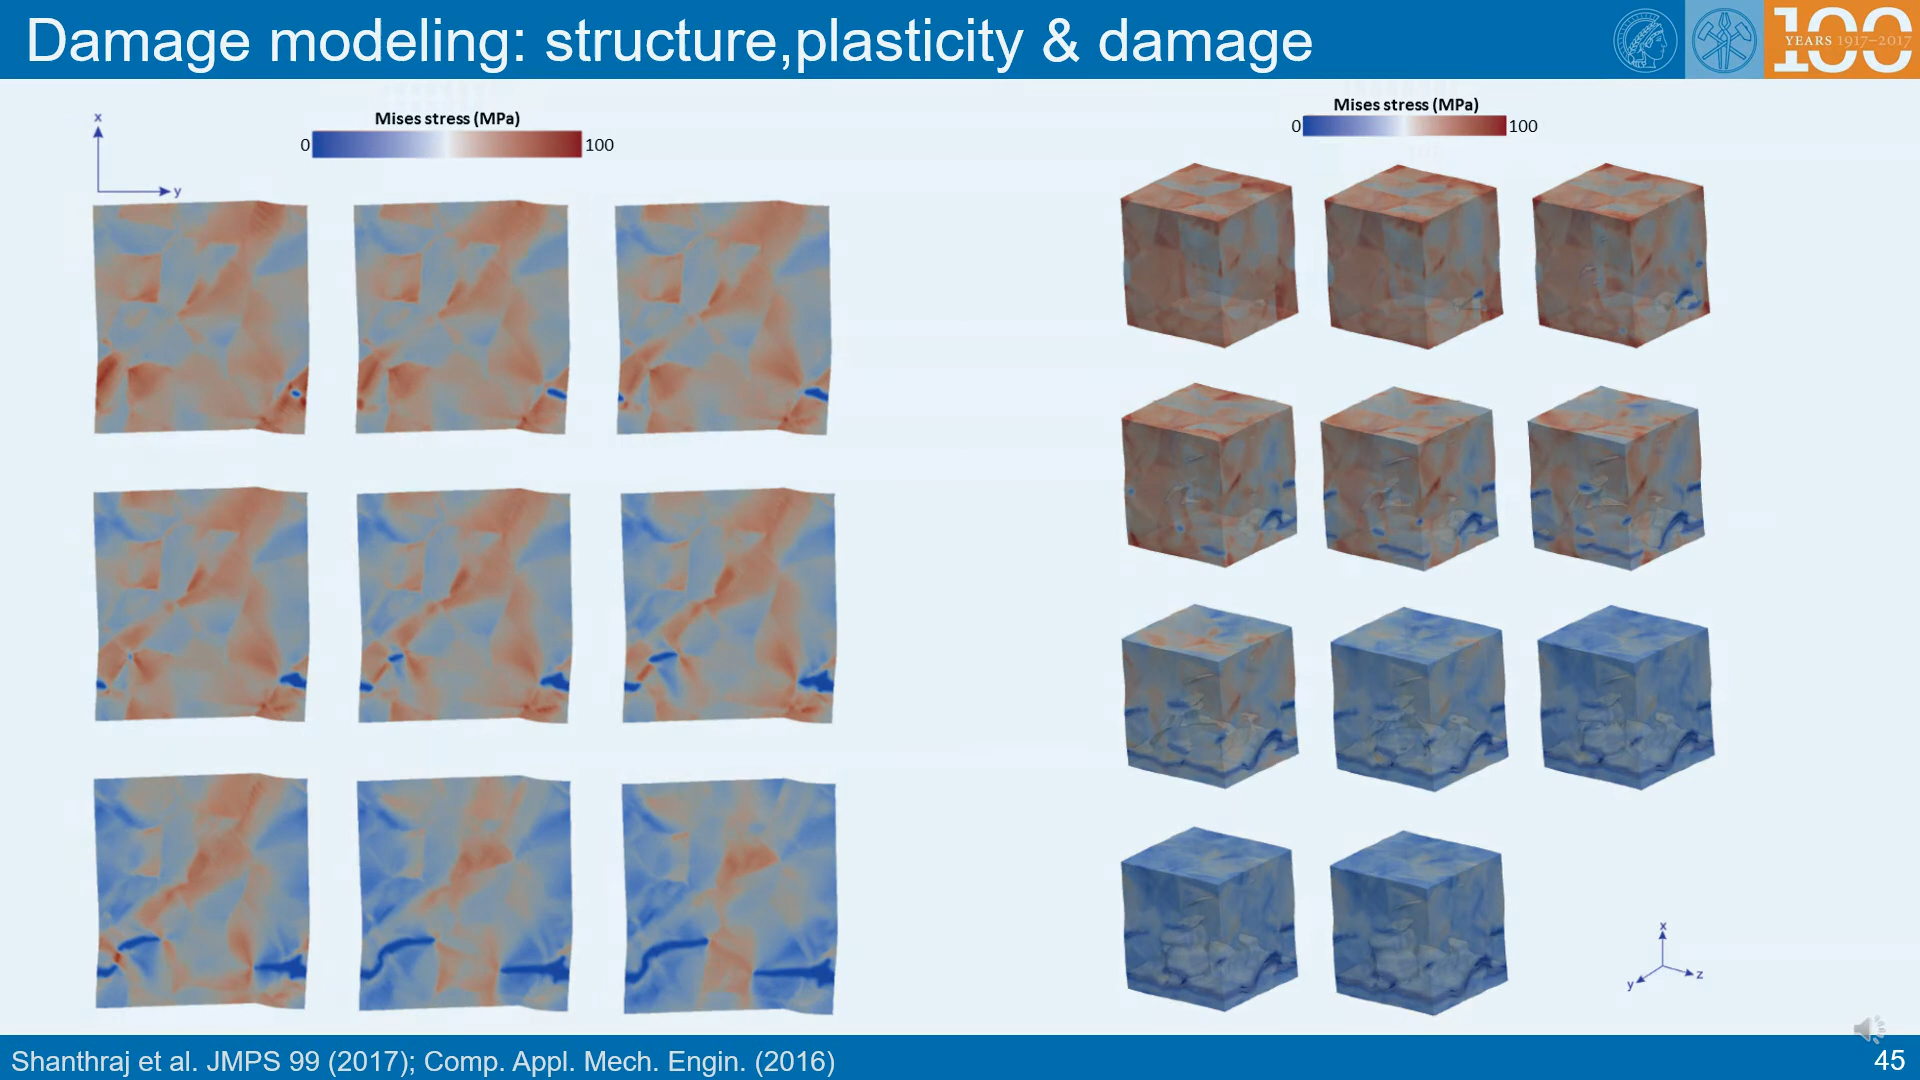 Damage modeling: structure,plasticity & damage
100
YEARS 1917–2017
Mises stress (MPa)
0 100
x
y
Mises stress (MPa)
0 100
x
y z
Shanthraj et al. JMPS 99 (2017); Comp. Appl. Mech. Engin. (2016)
45